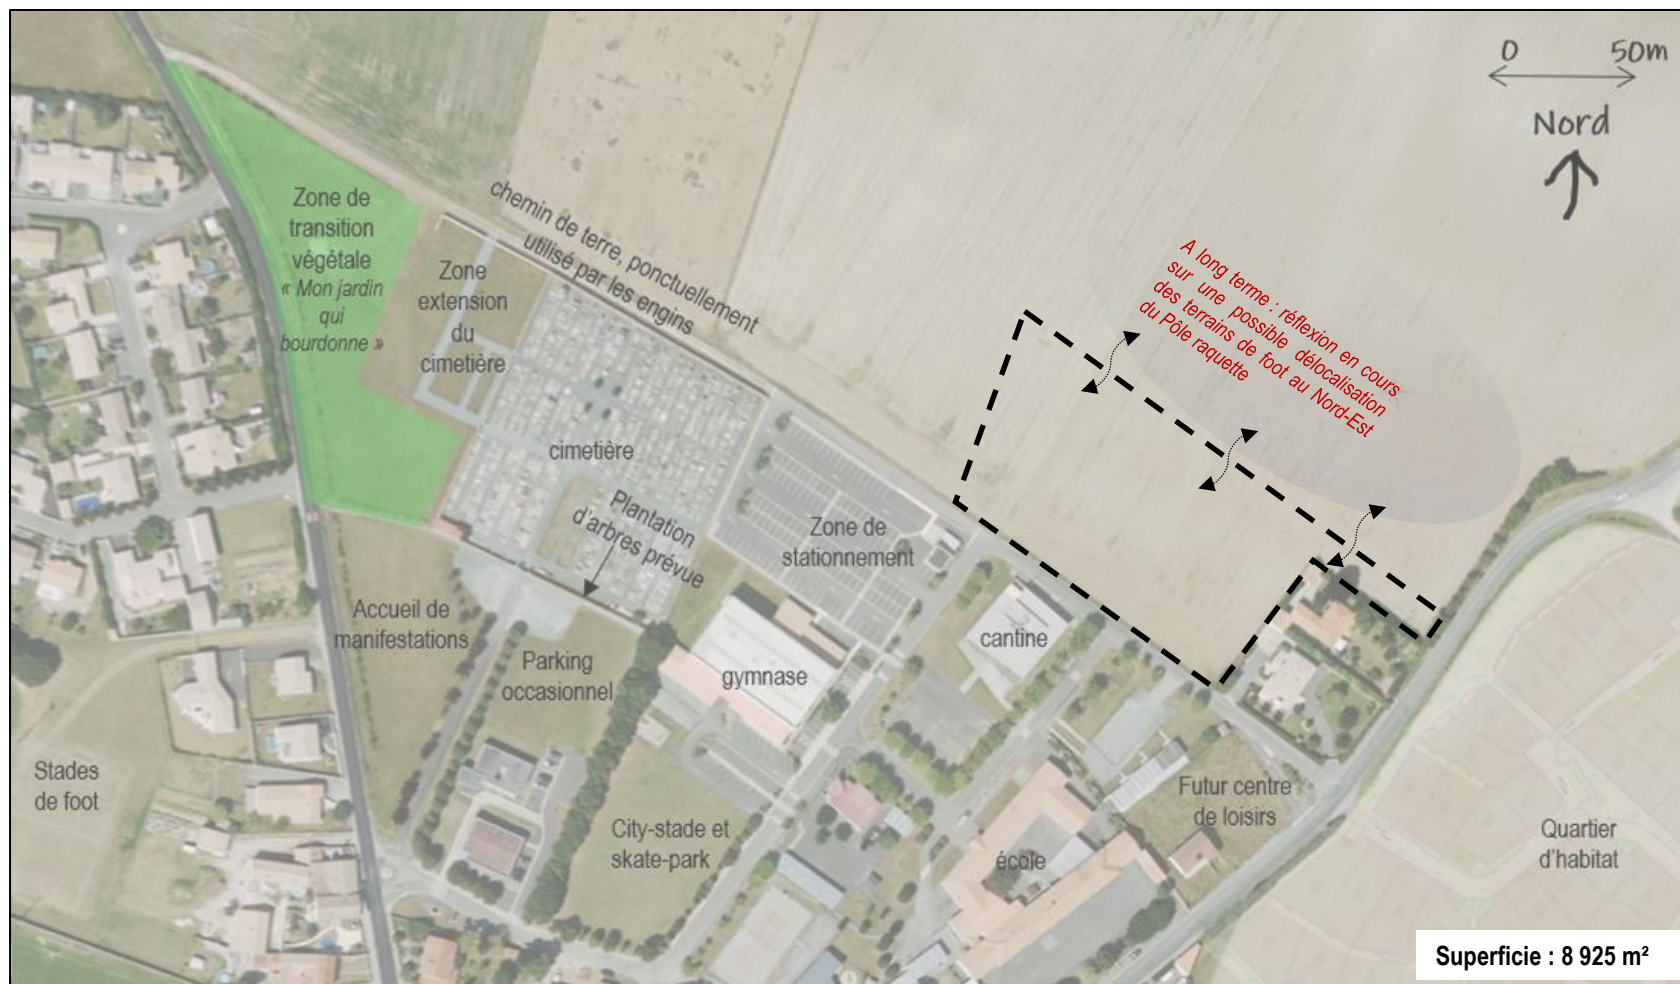 0 50m
Nord
Zone de
transition
végétale
« Mon jardin
qui
bourdonne »
Zone
extension
du
cimetière
chemin de terre, ponctuellement
utilisé par les engins
A long terme : réflexion en cours
sur une possible délocalisation
des terrains de foot au Nord-Est
du Pôle raquette
cimetière
Plantation
d'arbres prévue
Zone de
stationnement
Accueil de
manifestations
Parking
occasionnel
gymnase
cantine
Stades
de foot
City-stade et
skate-park
école
Futur centre
de loisirs
Quartier
d'habitat
Superficie : 8 925 m²